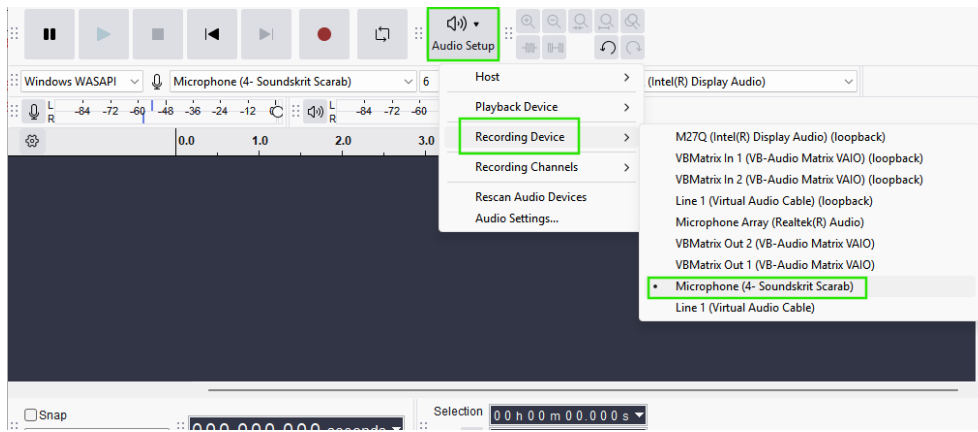 Audio Setup
Windows WASAPI
Microphone (4- Soundskrit Scarab)
6
(Intel(R) Display Audio)
L
R
-84 -72 -60 -48 -36 -24 -12
L
R
-84 -72 -60
0.0 1.0 2.0 3.0
Host
Playback Device
Recording Device
Recording Channels
Rescan Audio Devices
Audio Settings...
M27Q (Intel(R) Display Audio) (loopback)
VBMatrix In 1 (VB-Audio Matrix VAIO) (loopback)
VBMatrix In 2 (VB-Audio Matrix VAIO) (loopback)
Line 1 (Virtual Audio Cable) (loopback)
Microphone Array (Realtek(R) Audio)
VBMatrix Out 2 (VB-Audio Matrix VAIO)
VBMatrix Out 1 (VB-Audio Matrix VAIO)
Microphone (4- Soundskrit Scarab)
Line 1 (Virtual Audio Cable)
Snap
000,000,000 seconds
Selection
00h00m00.000s